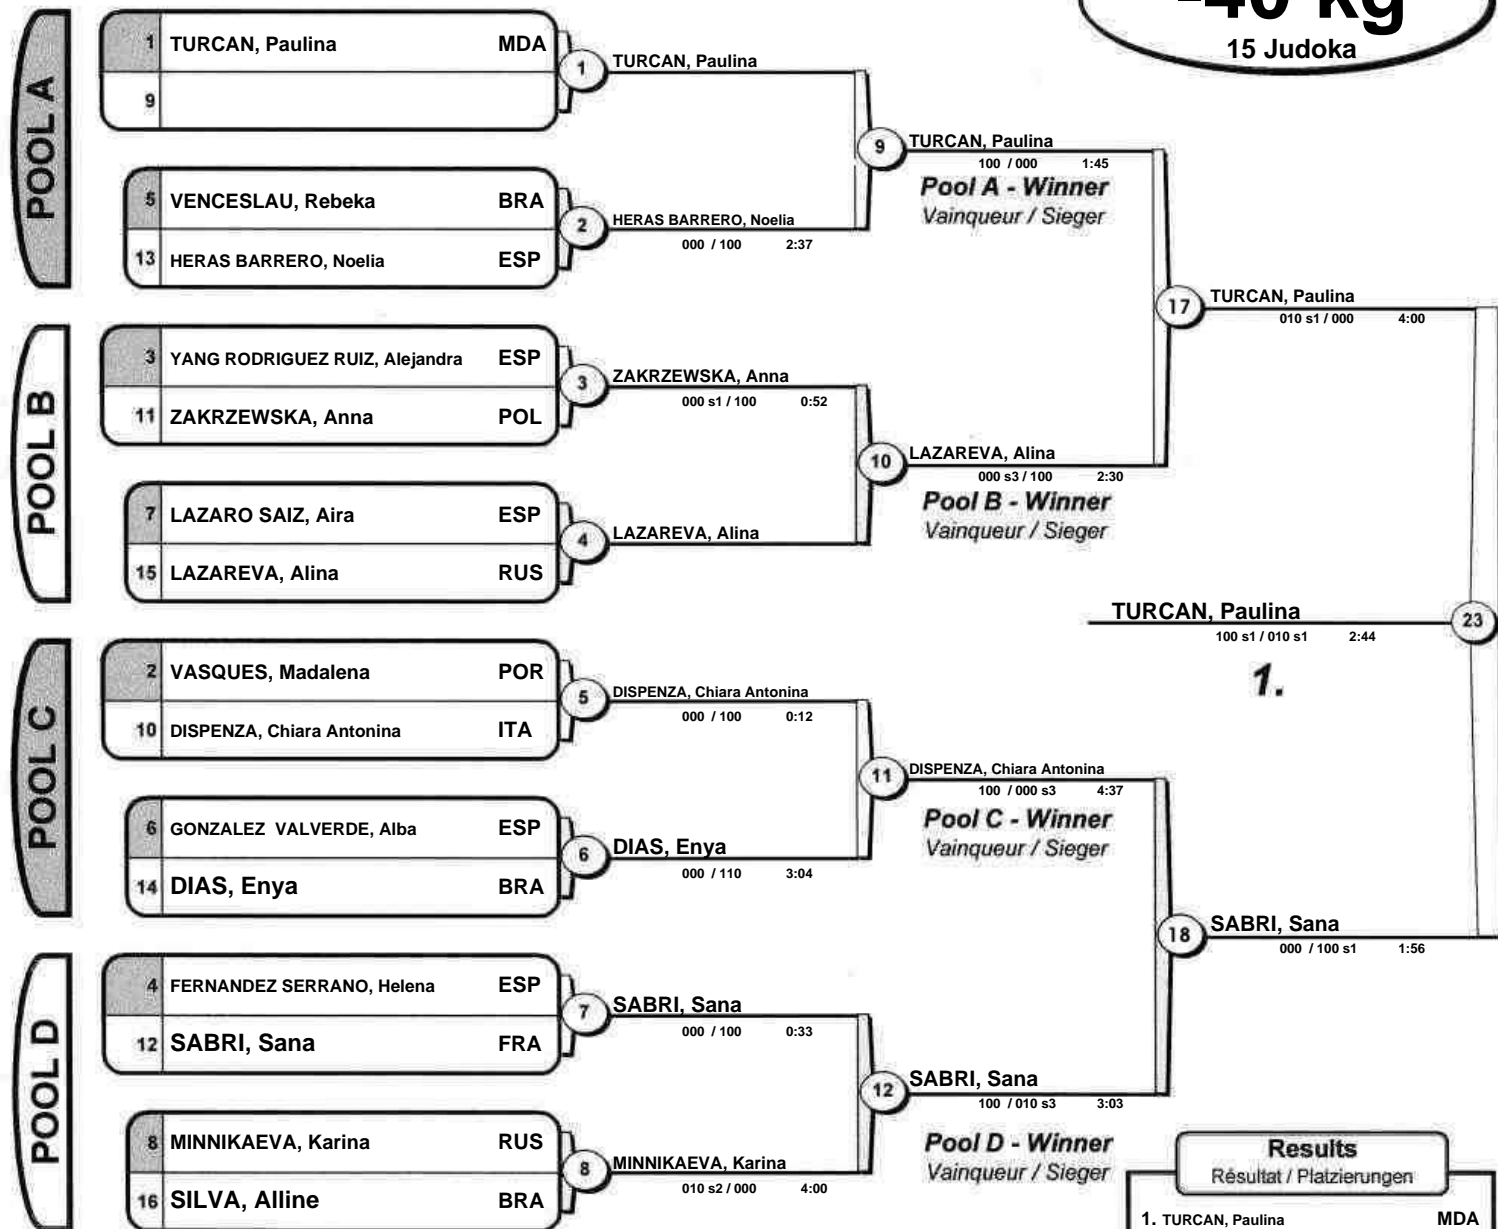 -40 kg
15 Judoka
POOL A
1 TURCAN, Paulina MDA
9
1 TURCAN, Paulina
5 VENCESLAU, Rebeka BRA
13 HERAS BARRERO, Noelia ESP
2 HERAS BARRERO, Noelia
000 / 100 2:37
9 TURCAN, Paulina
100 / 000 1:45
Pool A - Winner
Vainqueur / Sieger
POOL B
3 YANG RODRIGUEZ RUIZ, Alejandra ESP
11 ZAKRZEWSKA, Anna POL
3 ZAKRZEWSKA, Anna
000 s1 / 100 0:52
7 LAZARO SAIZ, Aira ESP
15 LAZAREVA, Alina RUS
4 LAZAREVA, Alina
10 LAZAREVA, Alina
000 s3 / 100 2:30
Pool B - Winner
Vainqueur / Sieger
17 TURCAN, Paulina
010 s1 / 000 4:00
TURCAN, Paulina 23
100 s1 / 010 s1 2:44
1.
POOL C
2 VASQUES, Madalena POR
10 DISPENZA, Chiara Antonina ITA
5 DISPENZA, Chiara Antonina
000 / 100 0:12
6 GONZALEZ VALVERDE, Alba ESP
14 DIAS, Enya BRA
6 DIAS, Enya
000 / 110 3:04
11 DISPENZA, Chiara Antonina
100 / 000 s3 4:37
Pool C - Winner
Vainqueur / Sieger
18 SABRI, Sana
000 / 100 s1 1:56
POOL D
4 FERNANDEZ SERRANO, Helena ESP
12 SABRI, Sana FRA
7 SABRI, Sana
000 / 100 0:33
8 MINNIKAEVA, Karina RUS
16 SILVA, Alline BRA
8 MINNIKAEVA, Karina
010 s2 / 000 4:00
12 SABRI, Sana
100 / 010 s3 3:03
Pool D - Winner
Vainqueur / Sieger
Results
Résultat / Platzierungen
1. TURCAN, Paulina MDA